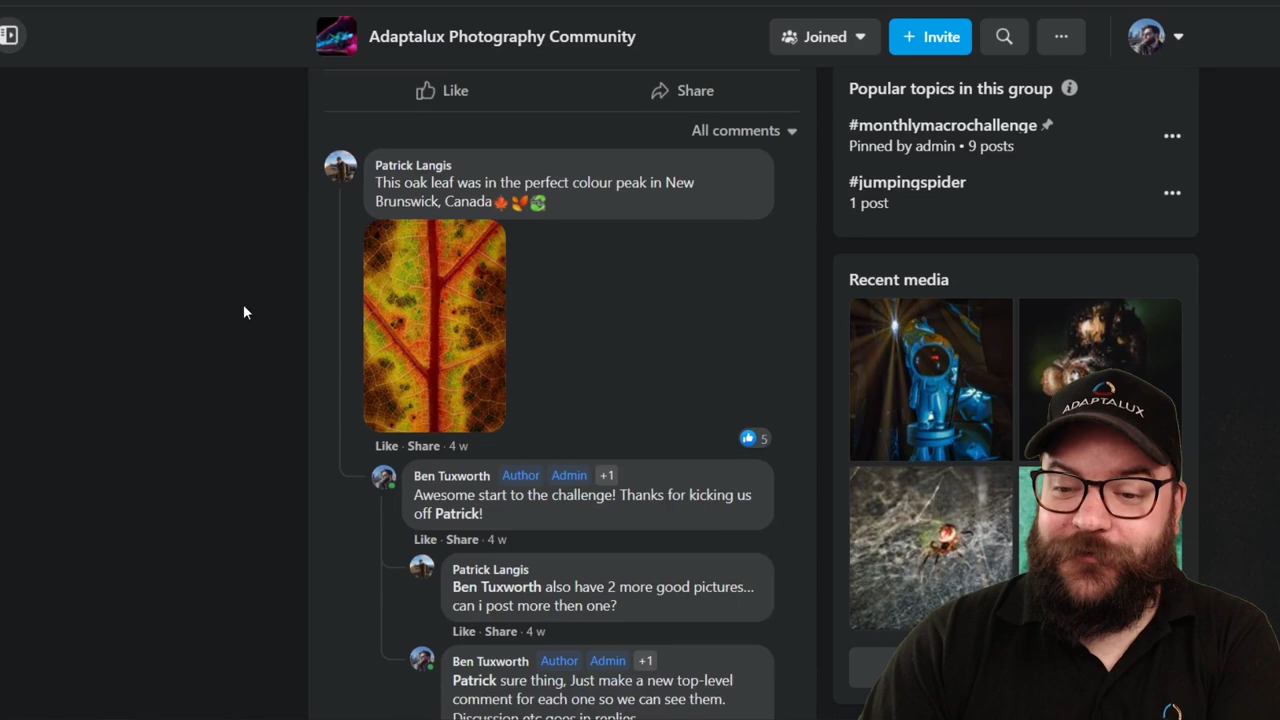 Adaptalux Photography Community
Joined
+ Invite
Like
Share
All comments
Patrick Langis
This oak leaf was in the perfect colour peak in New
Brunswick, Canada🍁🍂♻️
Like · Share · 4 w
5
Ben Tuxworth Author Admin +1
Awesome start to the challenge! Thanks for kicking us
off Patrick!
Like · Share · 4 w
Patrick Langis
Ben Tuxworth also have 2 more good pictures...
can i post more then one?
Like · Share · 4 w
Ben Tuxworth Author Admin +1
Patrick sure thing, Just make a new top-level
comment for each one so we can see them.
Discussion etc goes in replies
Popular topics in this group
#monthlymacrochallenge
Pinned by admin • 9 posts
#jumpingspider
1 post
Recent media
ADAPTALUX